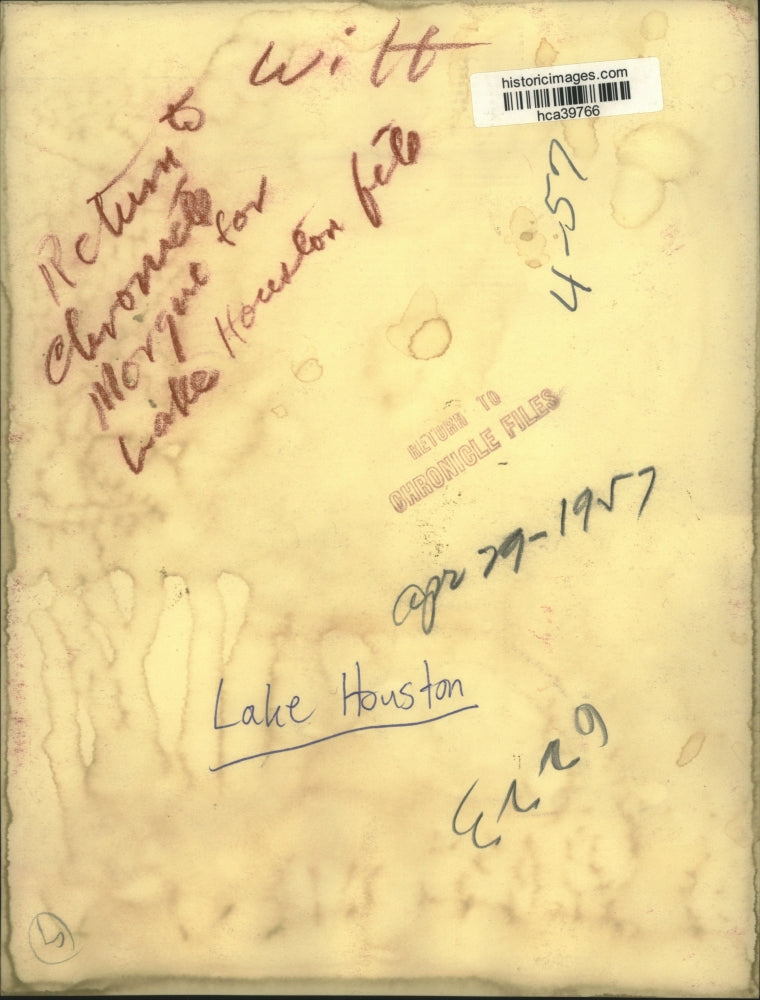 Witt
historicimages.com
hca39766
Return to
Chronicle
Morgue for
Lake Houston file
4-57
RETURN TO
CHRONICLE FILES
Apr 29-1957
Lake Houston